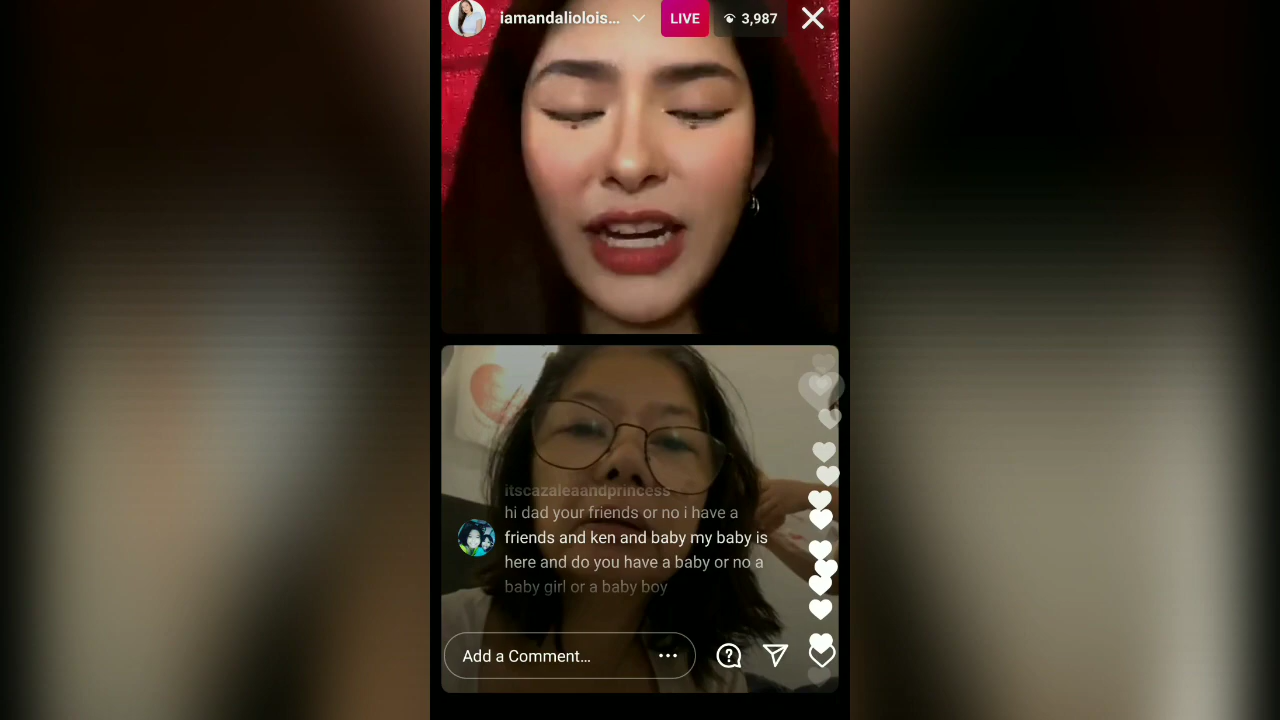 iamandaliolois...
LIVE
3,987
itscazaleaandprincess
hi dad your friends or no i have a
friends and ken and baby my baby is
here and do you have a baby or no a
baby girl or a baby boy
Add a Comment...